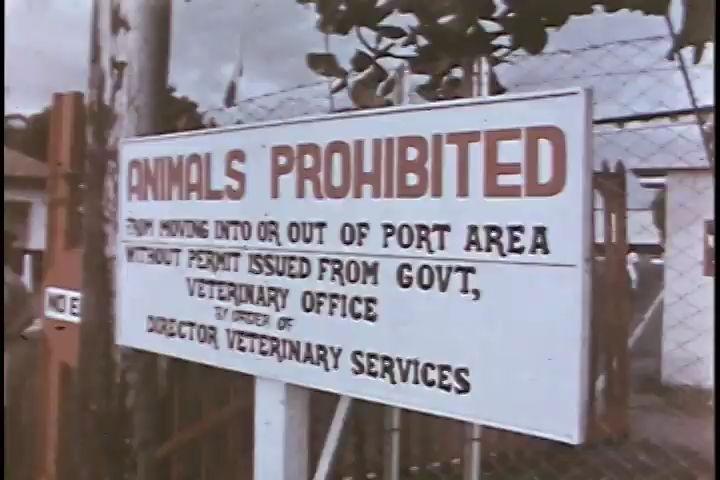 ANIMALS PROHIBITED
FROM MOVING INTO OR OUT OF PORT AREA
WITHOUT PERMIT ISSUED FROM GOVT,
VETERINARY OFFICE
BY ORDER OF
DIRECTOR VETERINARY SERVICES
NO